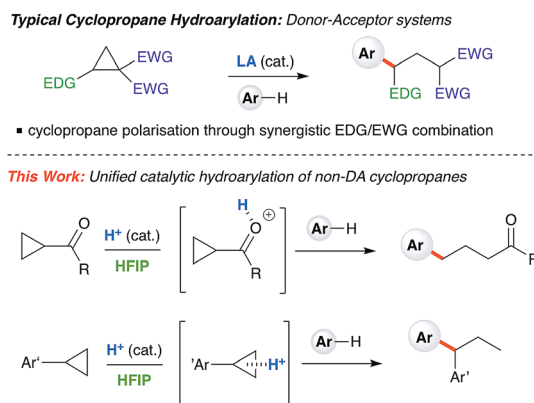 Typical Cyclopropane Hydroarylation: Donor-Acceptor systems
EWG
EWG
EDG
LA (cat.)
Ar–H
Ar
EWG
EDG EWG
▪ cyclopropane polarisation through synergistic EDG/EWG combination
This Work: Unified catalytic hydroarylation of non-DA cyclopropanes
O
R
H⁺ (cat.)
HFIP
H
O ⊕
R
Ar–H
Ar
O
R
Ar'
H⁺ (cat.)
HFIP
'Ar
H⁺
Ar–H
Ar
Ar'